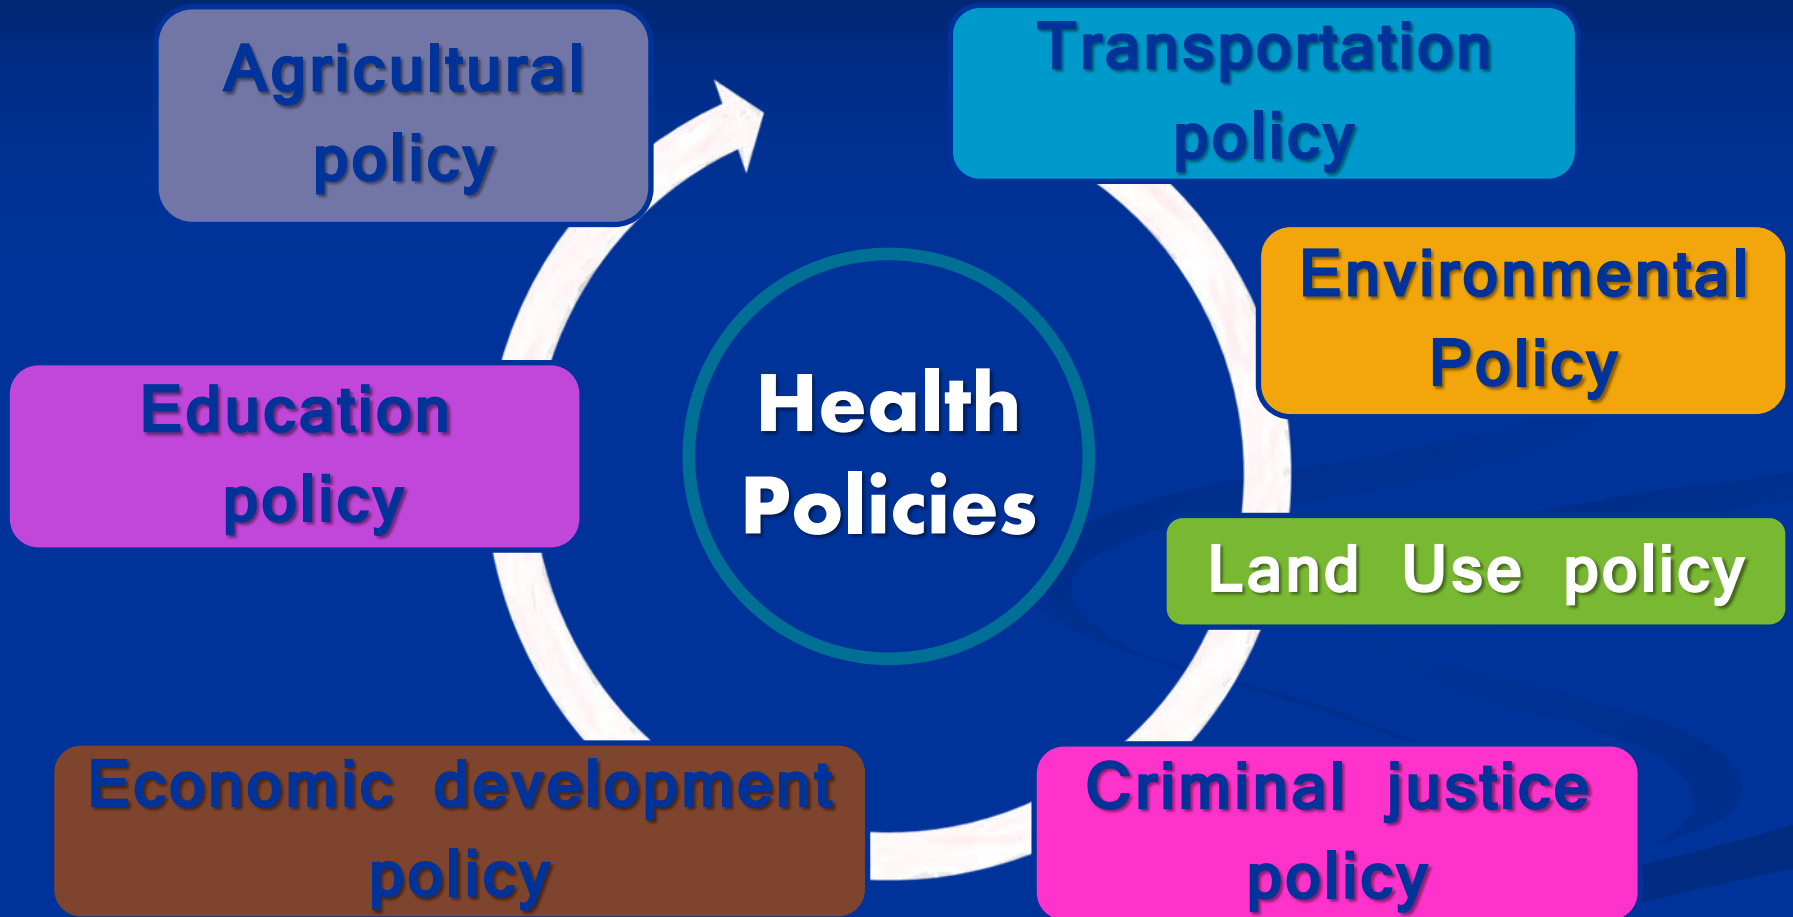 Agricultural
policy
Transportation
policy
Environmental
Policy
Education
policy
Health
Policies
Land Use policy
Economic development
policy
Criminal justice
policy